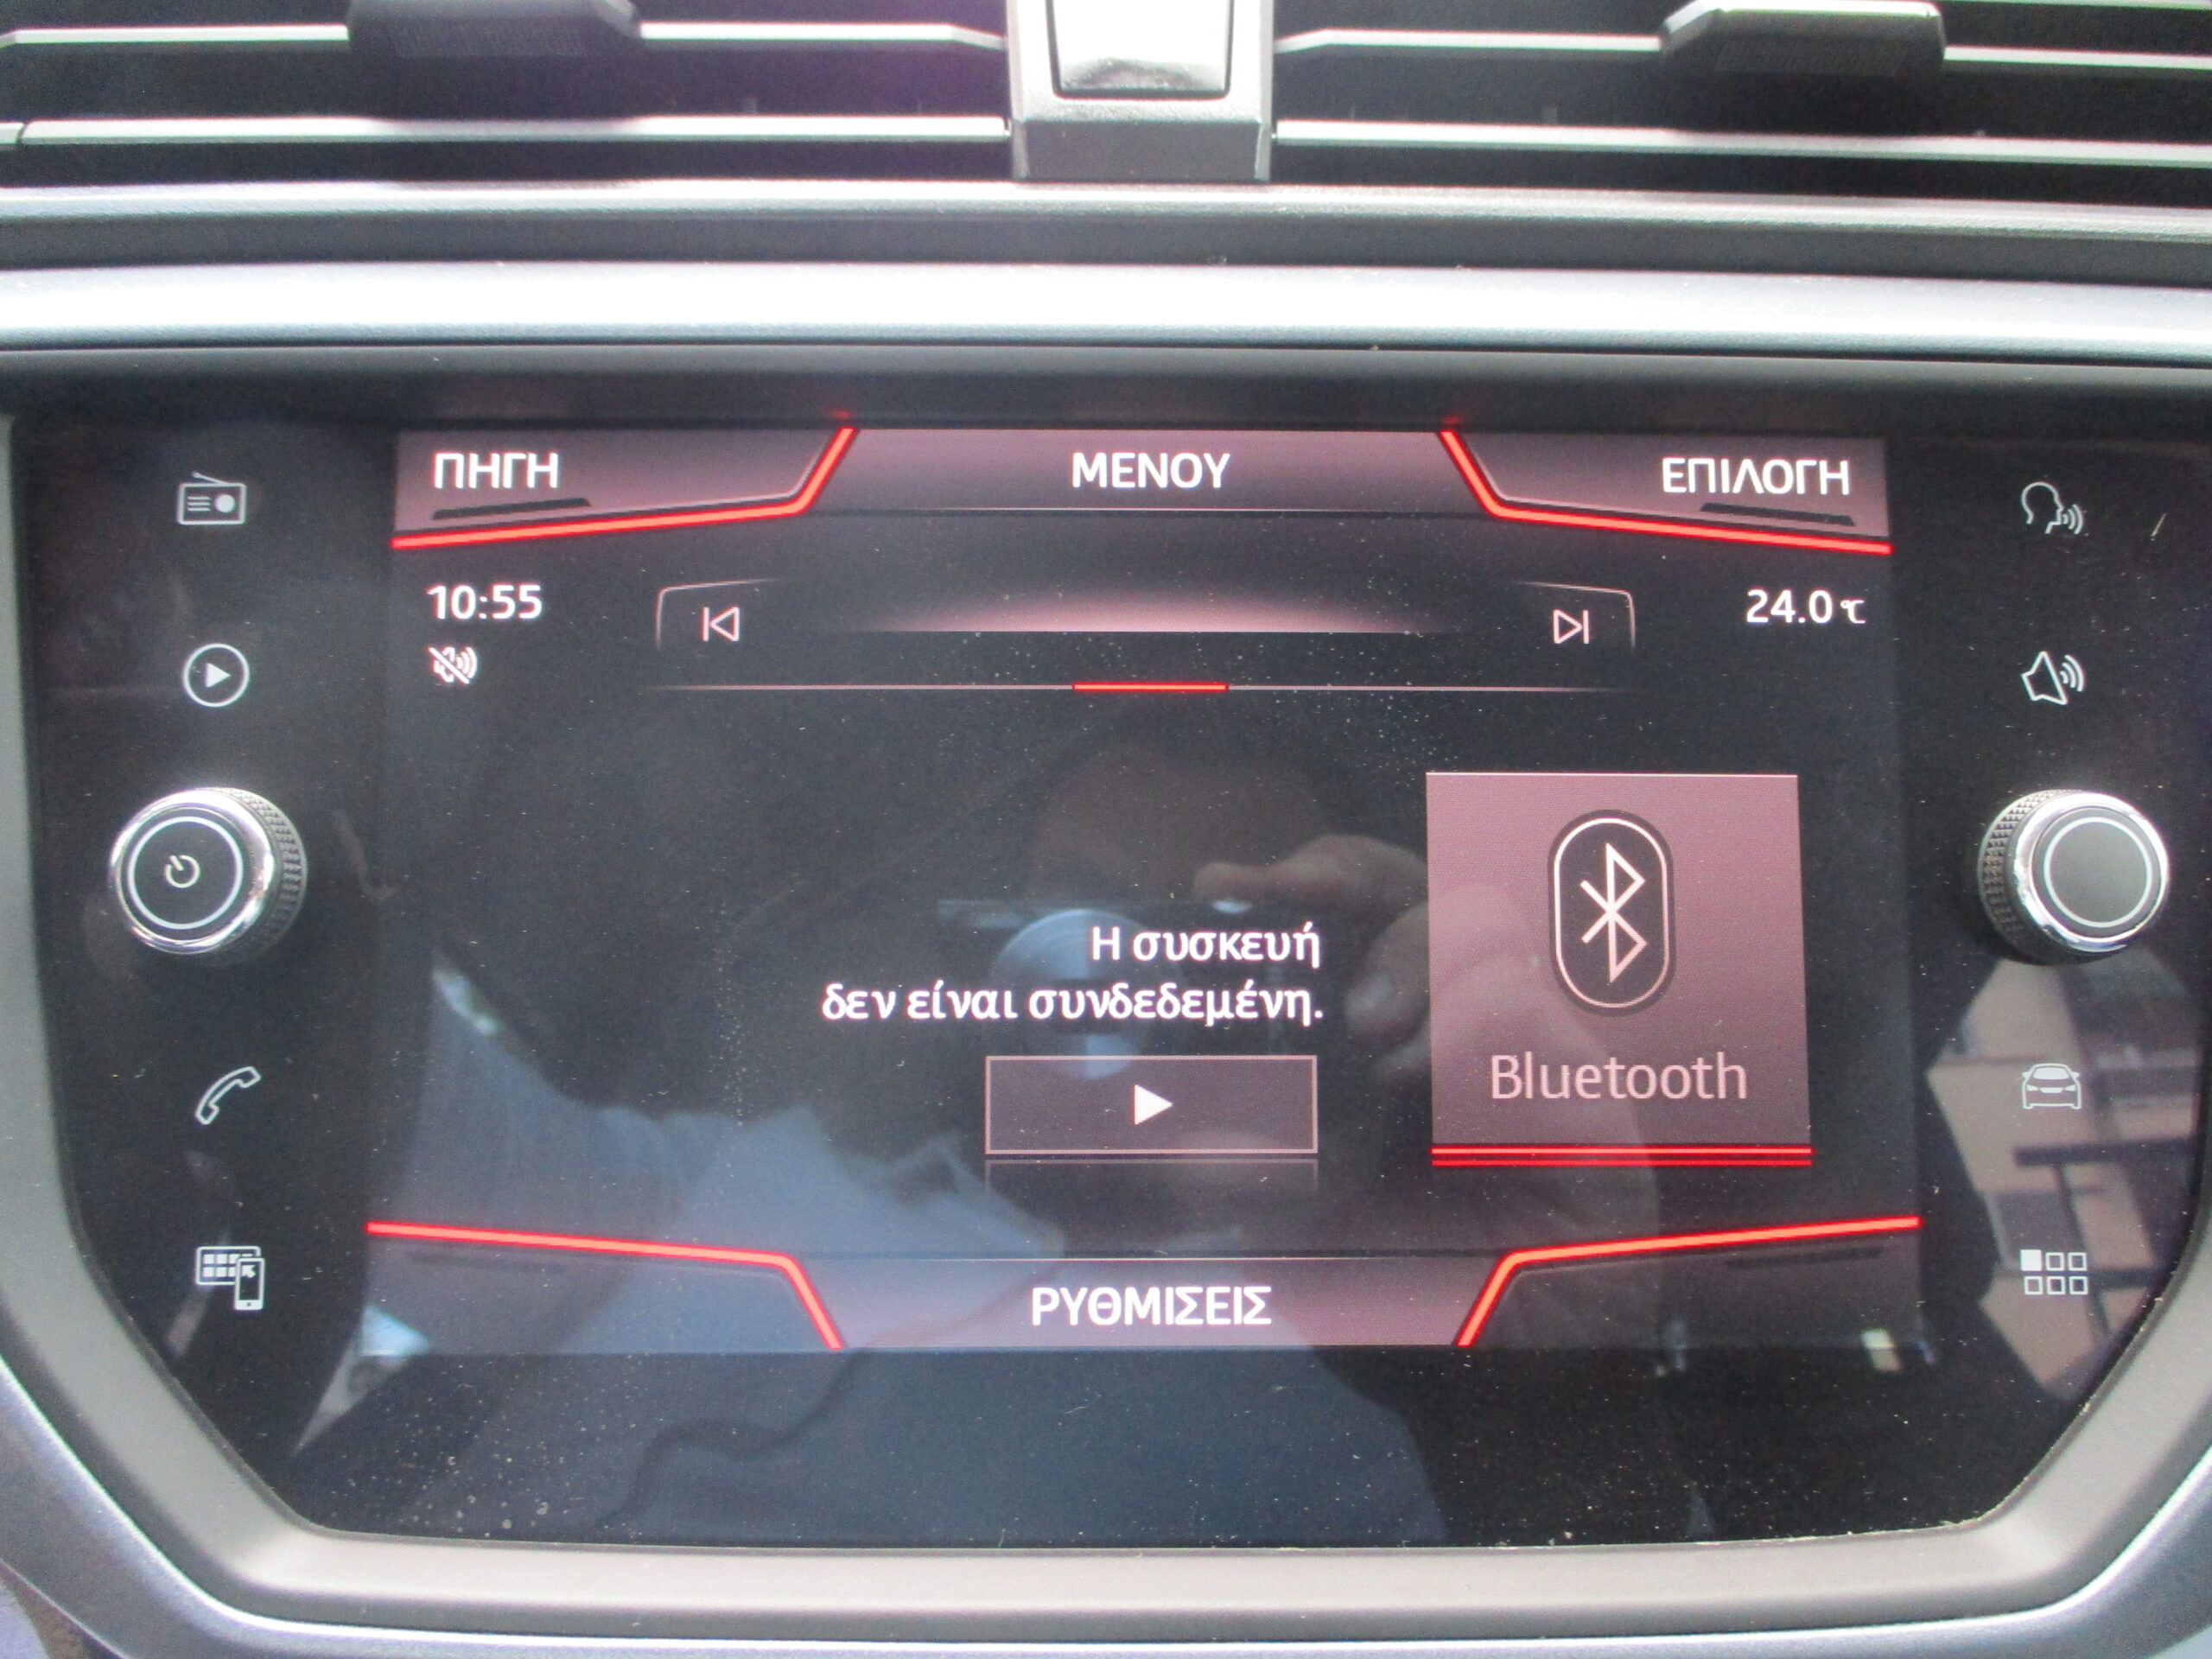 ΠΗΓΗ
ΜΕΝΟΥ
ΕΠΙΛΟΓΗ
10:55
24.0 °C
Η συσκευή
δεν είναι συνδεδεμένη.
Bluetooth
ΡΥΘΜΙΣΕΙΣ